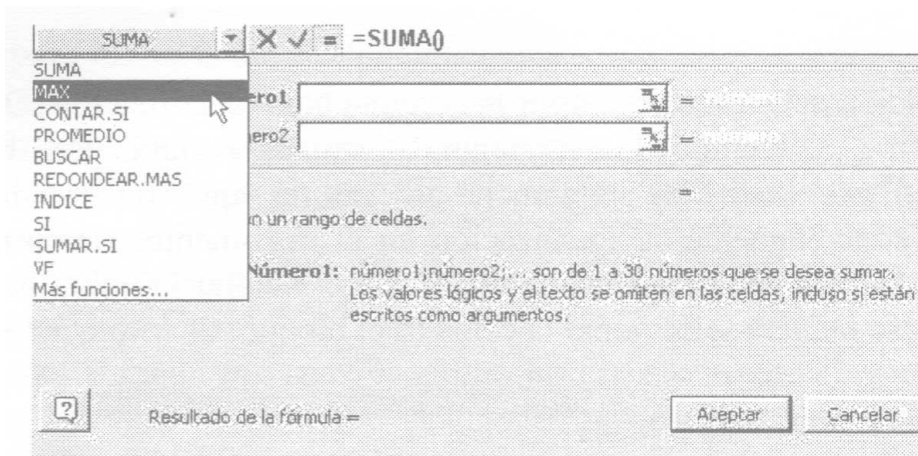 SUMA =SUMA()
SUMA
MAX
ero1 = número
CONTAR.SI
PROMEDIO
ero2 = número
BUSCAR
REDONDEAR.MAS
INDICE
=
SI
n un rango de celdas.
SUMAR.SI
VF
Número1: número1;número2;... son de 1 a 30 números que se desea sumar.
Más funciones...
Los valores lógicos y el texto se omiten en las celdas, incluso si están
escritos como argumentos.
? Resultado de la fórmula =
Aceptar Cancelar